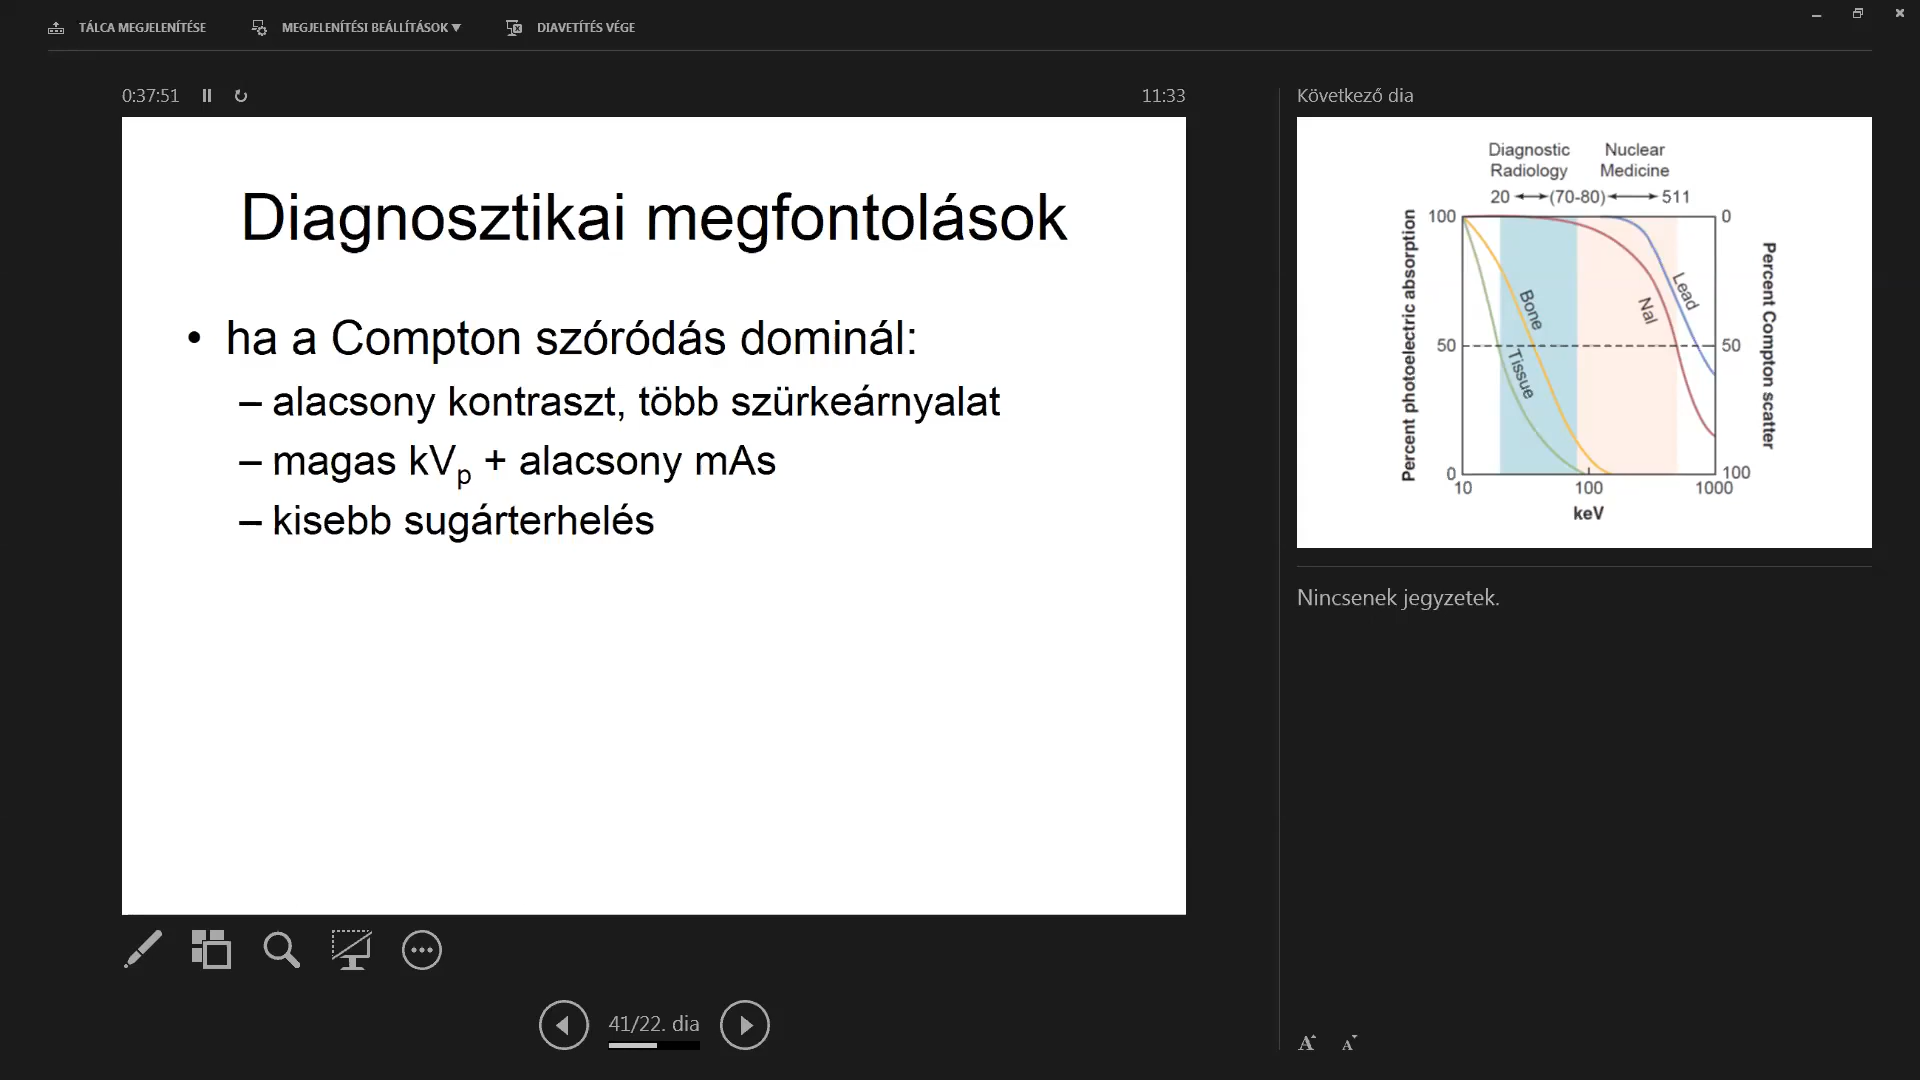 TÁLCA MEGJELENÍTÉSE
MEGJELENÍTÉSI BEÁLLÍTÁSOK ▼
DIAVETÍTÉS VÉGE
0:37:51
11:33
Diagnosztikai megfontolások
• ha a Compton szóródás dominál:
– alacsony kontraszt, több szürkeárnyalat
– magas kVp + alacsony mAs
– kisebb sugárterhelés
41/22. dia
Következő dia
Diagnostic Radiology
Nuclear Medicine
20 ⟷ (70-80) ⟷ 511
Percent photoelectric absorption
100
50
0
Bone
Tissue
NaI
Lead
0
50
100
Percent Compton scatter
10
100
1000
keV
Nincsenek jegyzetek.
A
A